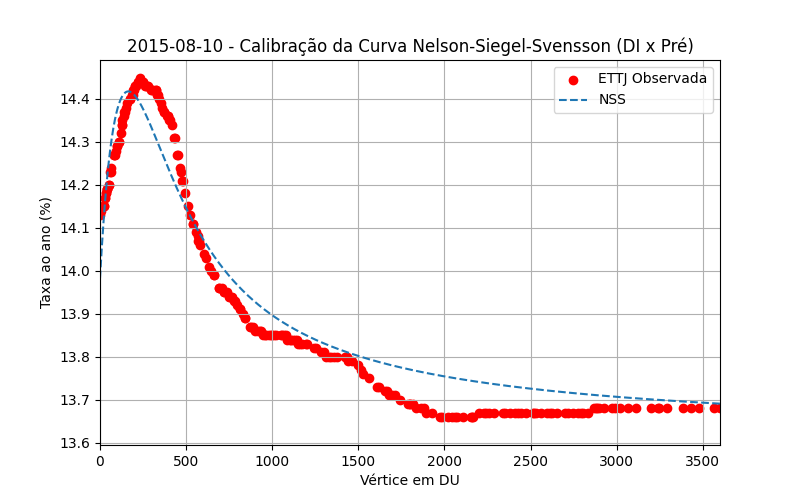 2015-08-10 - Calibração da Curva Nelson-Siegel-Svensson (DI x Pré)
ETTJ Observada
NSS
Taxa ao ano (%)
14.4
14.3
14.2
14.1
14.0
13.9
13.8
13.7
13.6
0 500 1000 1500 2000 2500 3000 3500
Vértice em DU